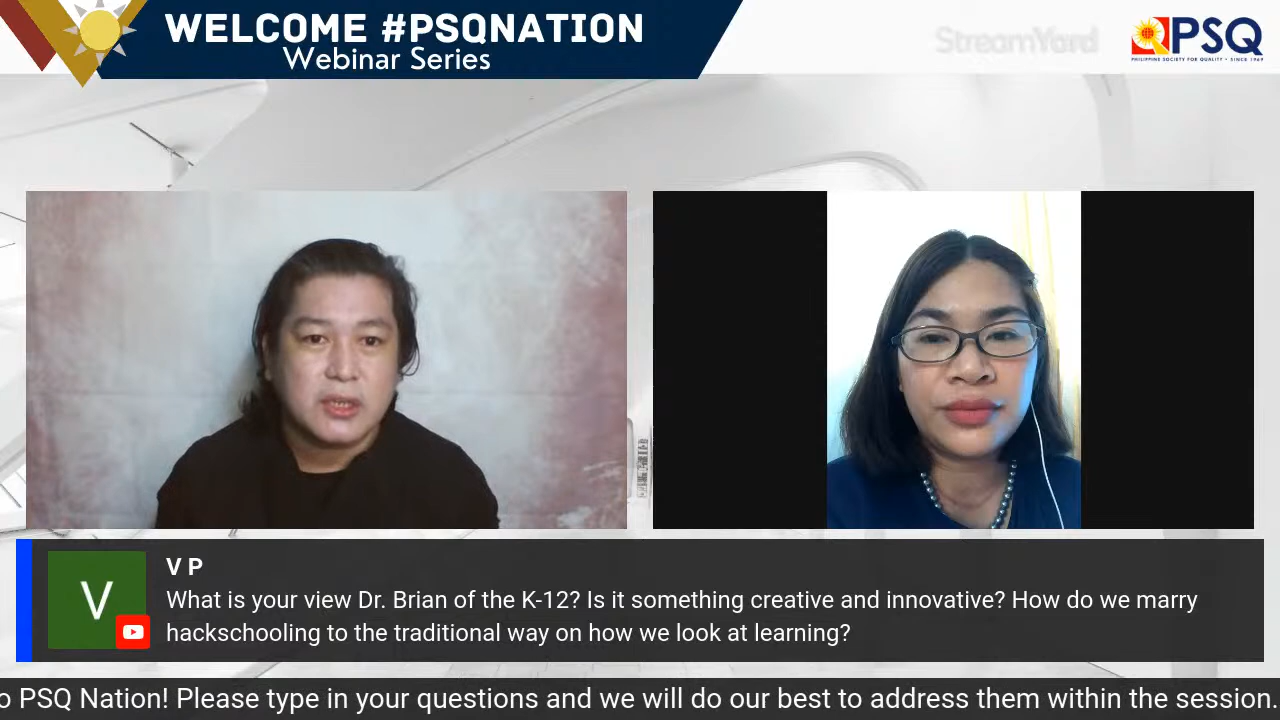 WELCOME #PSQNATION
Webinar Series
StreamYard
PSQ
PHILIPPINE SOCIETY FOR QUALITY • SINCE 1969
V
V P
What is your view Dr. Brian of the K-12? Is it something creative and innovative? How do we marry
hackschooling to the traditional way on how we look at learning?
o PSQ Nation! Please type in your questions and we will do our best to address them within the session.